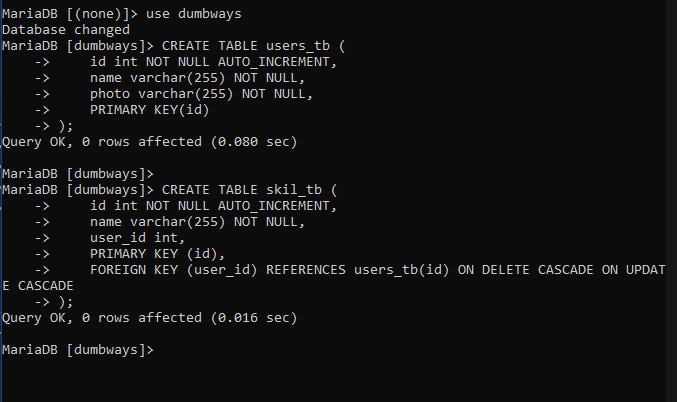 MariaDB [(none)]> use dumbways
Database changed
MariaDB [dumbways]> CREATE TABLE users_tb (
    ->     id int NOT NULL AUTO_INCREMENT,
    ->     name varchar(255) NOT NULL,
    ->     photo varchar(255) NOT NULL,
    ->     PRIMARY KEY(id)
    -> );
Query OK, 0 rows affected (0.080 sec)

MariaDB [dumbways]>
MariaDB [dumbways]> CREATE TABLE skil_tb (
    ->     id int NOT NULL AUTO_INCREMENT,
    ->     name varchar(255) NOT NULL,
    ->     user_id int,
    ->     PRIMARY KEY (id),
    ->     FOREIGN KEY (user_id) REFERENCES users_tb(id) ON DELETE CASCADE ON UPDAT
E CASCADE
    -> );
Query OK, 0 rows affected (0.016 sec)

MariaDB [dumbways]>